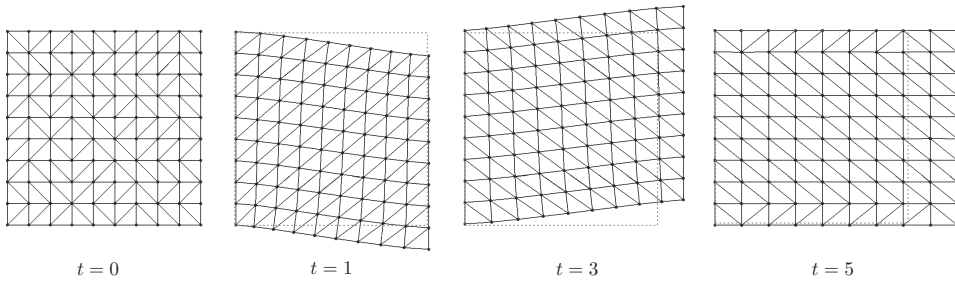 t = 0
t = 1
t = 3
t = 5